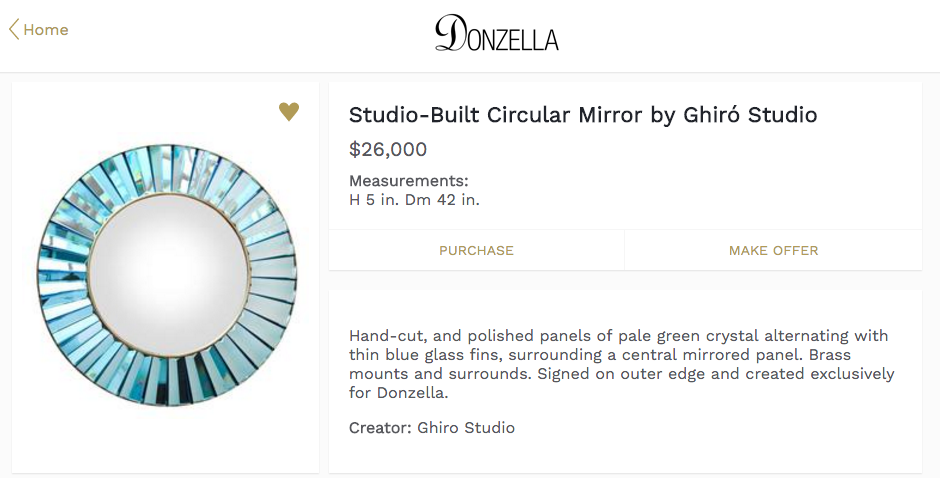 Home
DONZELLA
Studio-Built Circular Mirror by Ghiró Studio
$26,000
Measurements:
H 5 in. Dm 42 in.
PURCHASE
MAKE OFFER
Hand-cut, and polished panels of pale green crystal alternating with
thin blue glass fins, surrounding a central mirrored panel. Brass
mounts and surrounds. Signed on outer edge and created exclusively
for Donzella.
Creator: Ghiro Studio